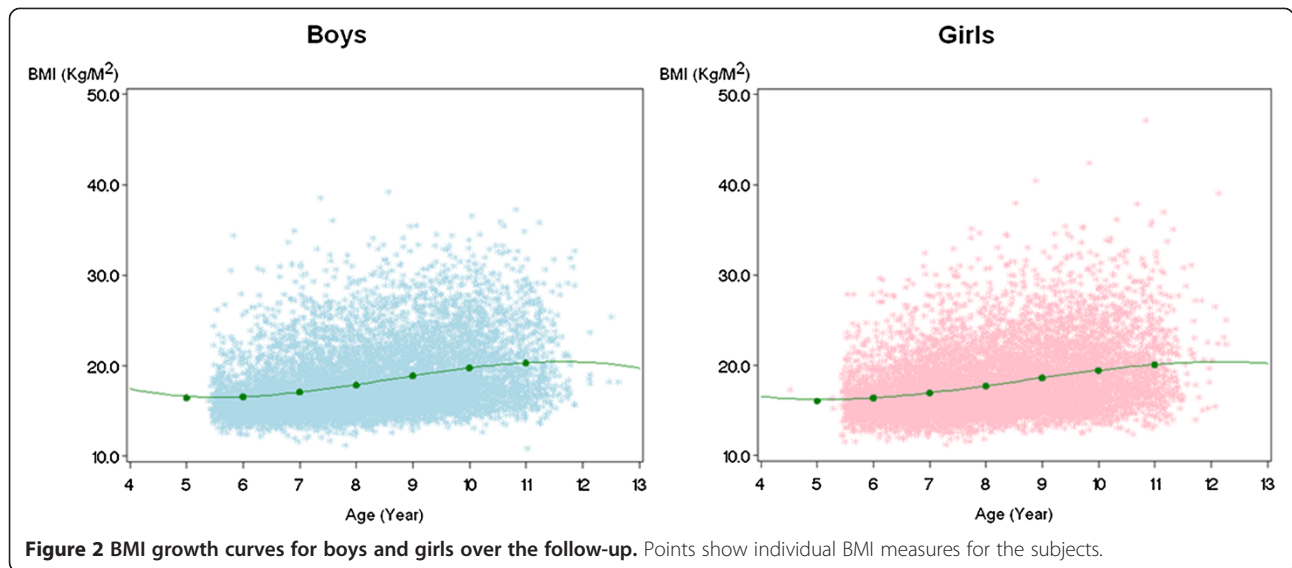 Boys
BMI (Kg/M²)
50.0
40.0
30.0
20.0
10.0
4 5 6 7 8 9 10 11 12 13
Age (Year)
Girls
BMI (Kg/M²)
50.0
40.0
30.0
20.0
10.0
4 5 6 7 8 9 10 11 12 13
Age (Year)
Figure 2 BMI growth curves for boys and girls over the follow-up. Points show individual BMI measures for the subjects.